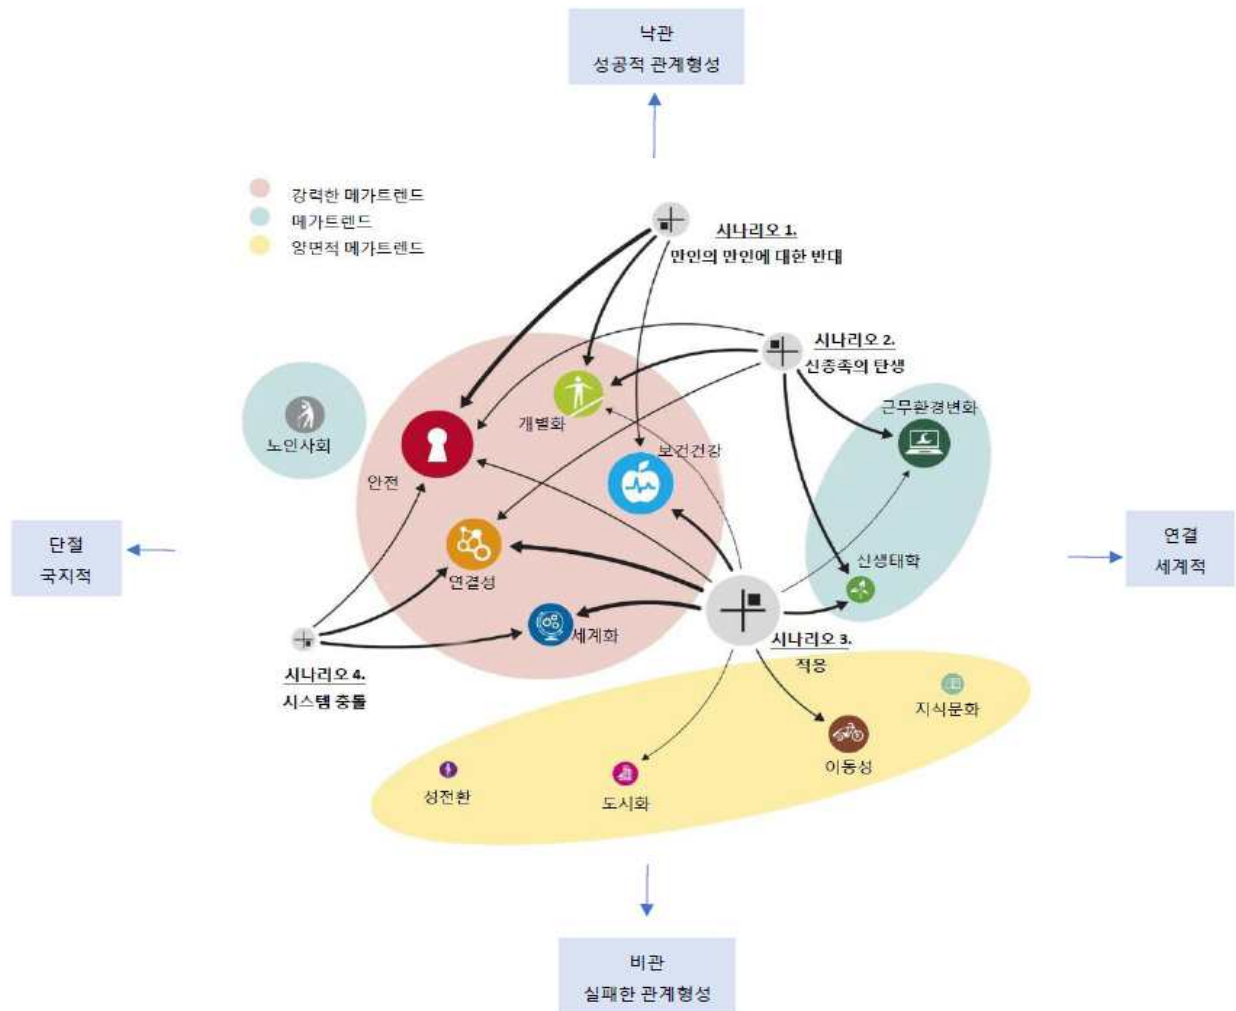 낙관
성공적 관계형성
강력한 메가트렌드
메가트렌드
양면적 메가트렌드
시나리오 1.
만인의 만인에 대한 반대
시나리오 2.
신종족의 탄생
노인사회
개별화
안전
보건건강
근무환경변화
단절
국지적
연결성
신생태학
연결
세계적
세계화
시나리오 3.
적응
시나리오 4.
시스템 충돌
지식문화
이동성
성전환
도시화
비관
실패한 관계형성